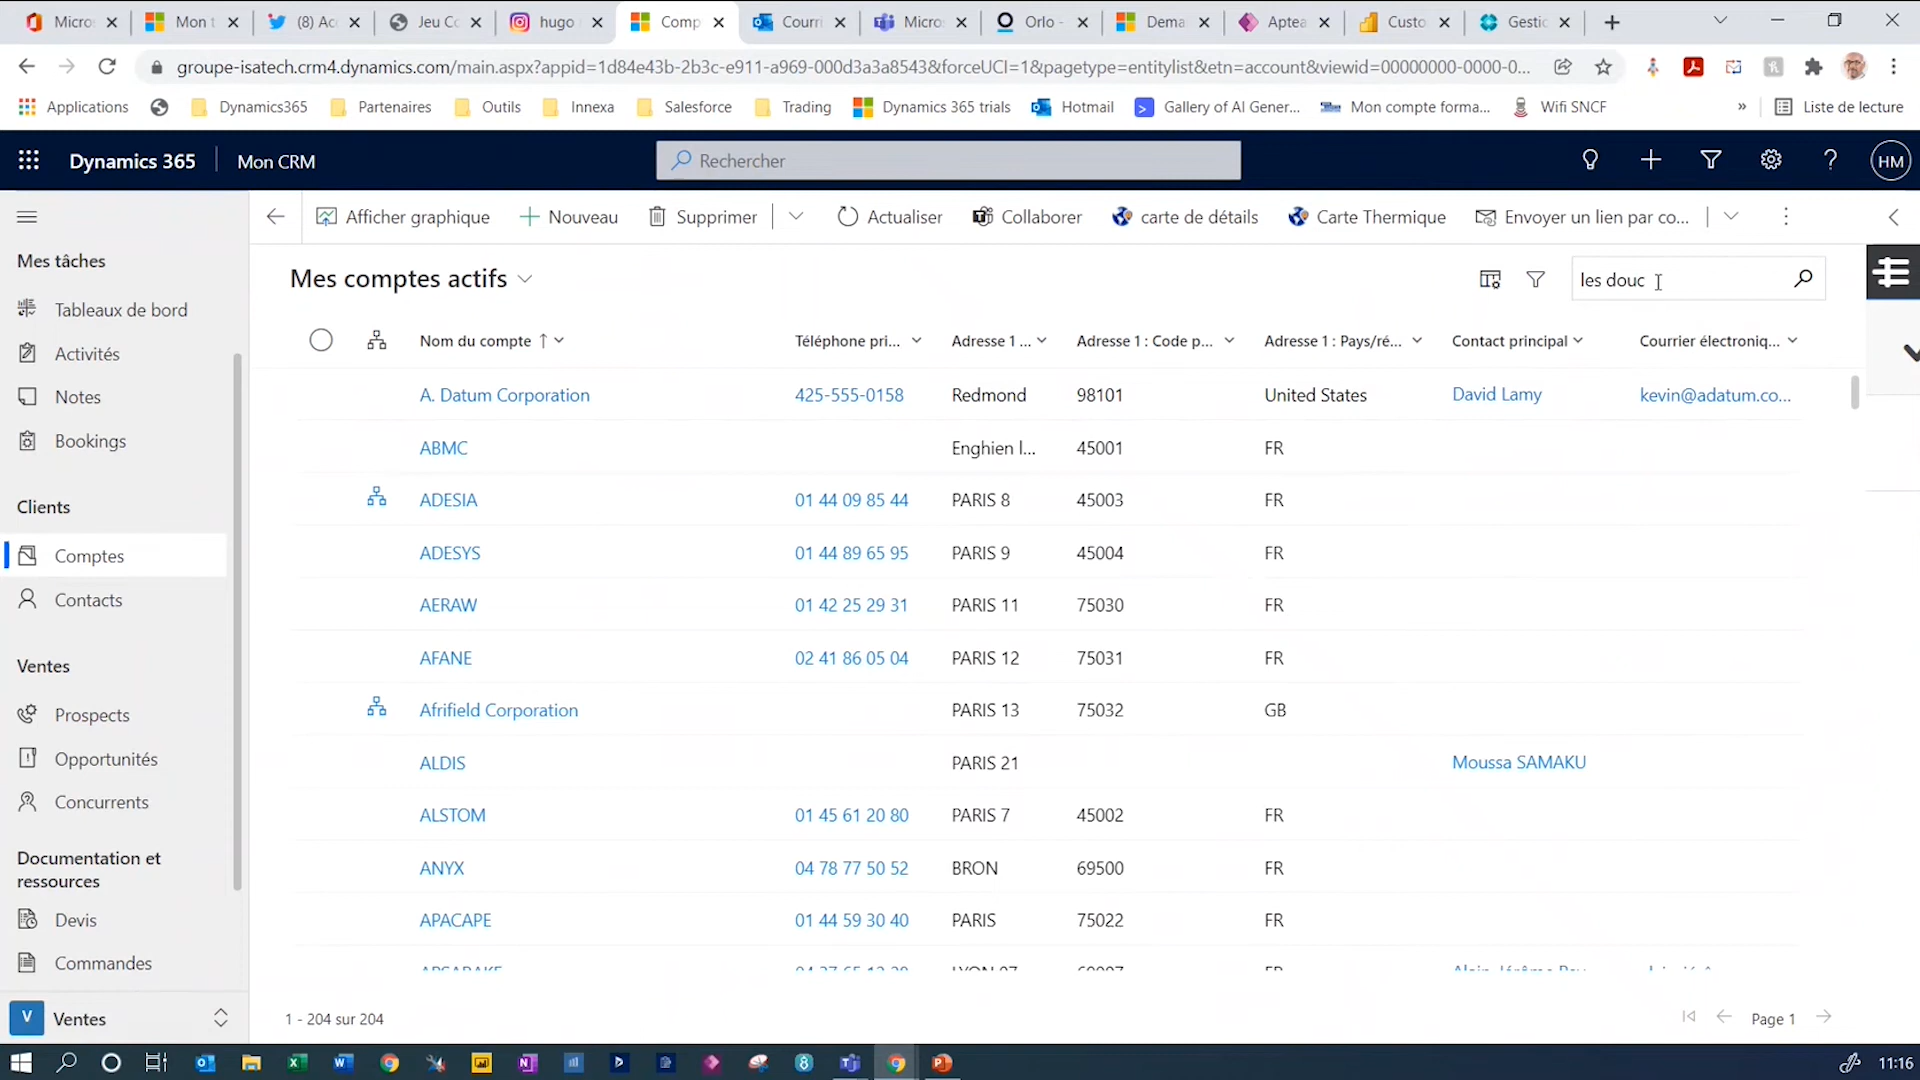 Micros
Mon t
(8) Acc
Jeu Co
hugo
Comp
Courri
Micros
Orlo -
Dema
Aptea
Custo
Gestio
groupe-isatech.crm4.dynamics.com/main.aspx?appid=1d84e43b-2b3c-e911-a969-000d3a3a8543&forceUCI=1&pagetype=entitylist&etn=account&viewid=00000000-0000-0...
Applications
Dynamics365
Partenaires
Outils
Innexa
Salesforce
Trading
Dynamics 365 trials
Hotmail
Gallery of AI Gener...
Mon compte forma...
Wifi SNCF
»
Liste de lecture
Dynamics 365
Mon CRM
Rechercher
HM
Afficher graphique
Nouveau
Supprimer
Actualiser
Collaborer
carte de détails
Carte Thermique
Envoyer un lien par co...
Mes tâches
Tableaux de bord
Activités
Notes
Bookings
Clients
Comptes
Contacts
Ventes
Prospects
Opportunités
Concurrents
Documentation et
ressources
Devis
Commandes
V Ventes
Mes comptes actifs
les douc
Nom du compte ↑ Téléphone pri... Adresse 1 ... Adresse 1 : Code p... Adresse 1 : Pays/ré... Contact principal Courrier électroniq...
A. Datum Corporation 425-555-0158 Redmond 98101 United States David Lamy kevin@adatum.co...
ABMC Enghien l... 45001 FR
ADESIA 01 44 09 85 44 PARIS 8 45003 FR
ADESYS 01 44 89 65 95 PARIS 9 45004 FR
AERAW 01 42 25 29 31 PARIS 11 75030 FR
AFANE 02 41 86 05 04 PARIS 12 75031 FR
Afrifield Corporation PARIS 13 75032 GB
ALDIS PARIS 21 Moussa SAMAKU
ALSTOM 01 45 61 20 80 PARIS 7 45002 FR
ANYX 04 78 77 50 52 BRON 69500 FR
APACAPE 01 44 59 30 40 PARIS 75022 FR
1 - 204 sur 204
Page 1
11:16